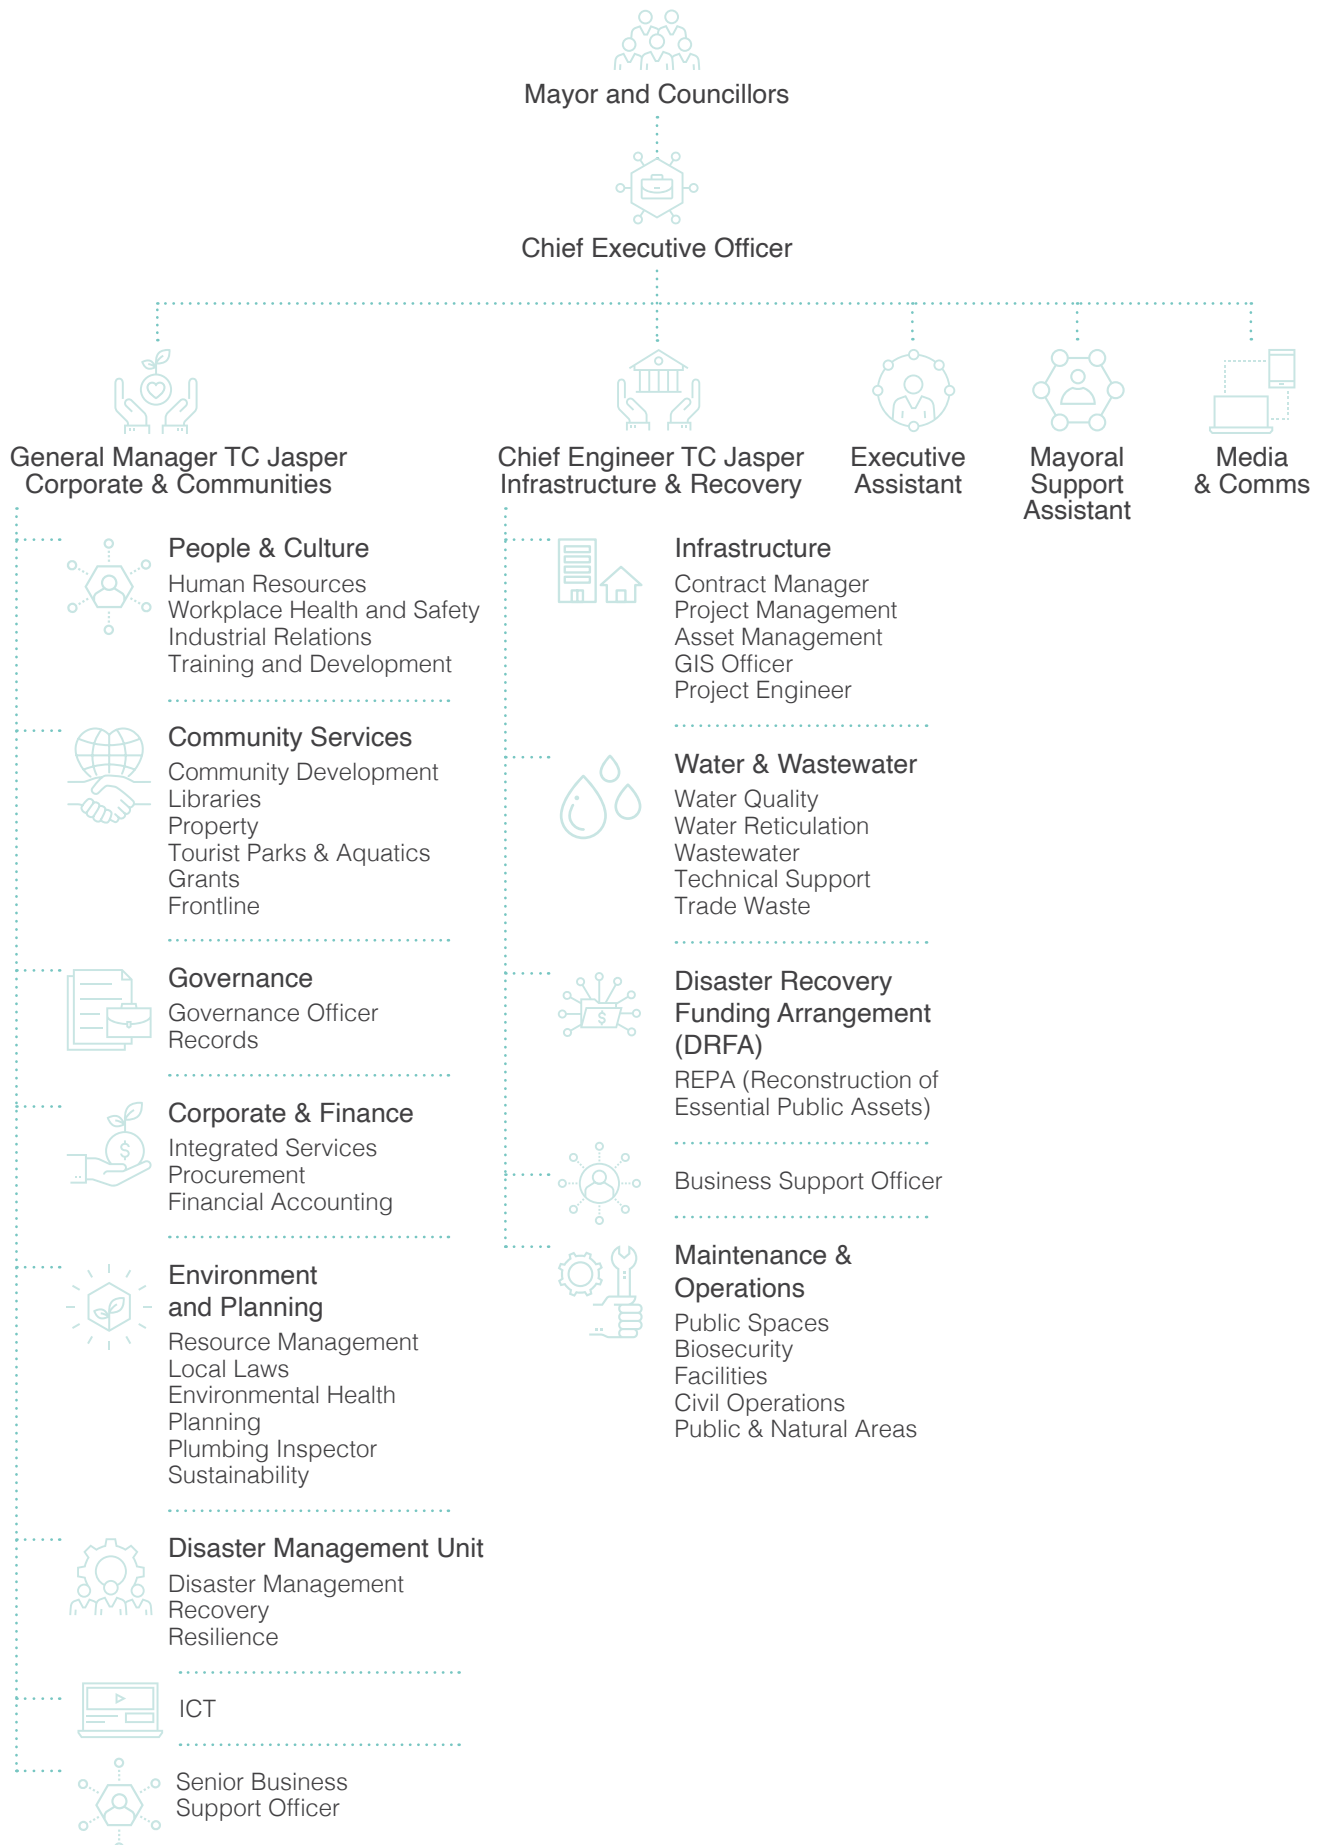 Mayor and Councillors
Chief Executive Officer
General Manager TC Jasper
Corporate & Communities
Chief Engineer TC Jasper
Infrastructure & Recovery
Executive
Assistant
Mayoral
Support
Assistant
Media
& Comms
People & Culture
Human Resources
Workplace Health and Safety
Industrial Relations
Training and Development
Community Services
Community Development
Libraries
Property
Tourist Parks & Aquatics
Grants
Frontline
Governance
Governance Officer
Records
Corporate & Finance
Integrated Services
Procurement
Financial Accounting
Environment
and Planning
Resource Management
Local Laws
Environmental Health
Planning
Plumbing Inspector
Sustainability
Disaster Management Unit
Disaster Management
Recovery
Resilience
ICT
Senior Business
Support Officer
Infrastructure
Contract Manager
Project Management
Asset Management
GIS Officer
Project Engineer
Water & Wastewater
Water Quality
Water Reticulation
Wastewater
Technical Support
Trade Waste
$
Disaster Recovery
Funding Arrangement
(DRFA)
REPA (Reconstruction of
Essential Public Assets)
Business Support Officer
Maintenance &
Operations
Public Spaces
Biosecurity
Facilities
Civil Operations
Public & Natural Areas